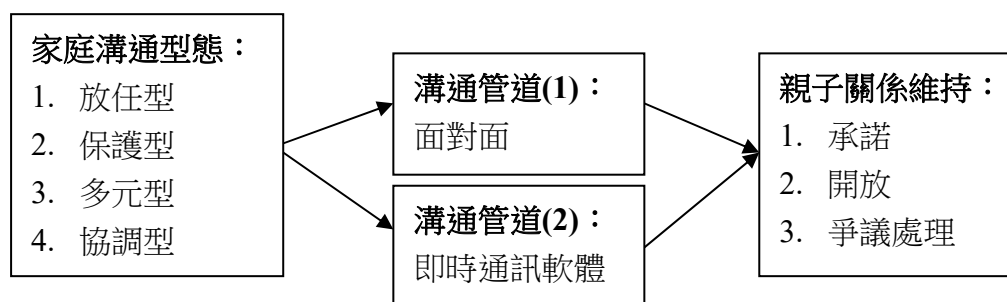 家庭溝通型態：
1. 放任型
2. 保護型
3. 多元型
4. 協調型
溝通管道(1)：
面對面
溝通管道(2)：
即時通訊軟體
親子關係維持：
1. 承諾
2. 開放
3. 爭議處理